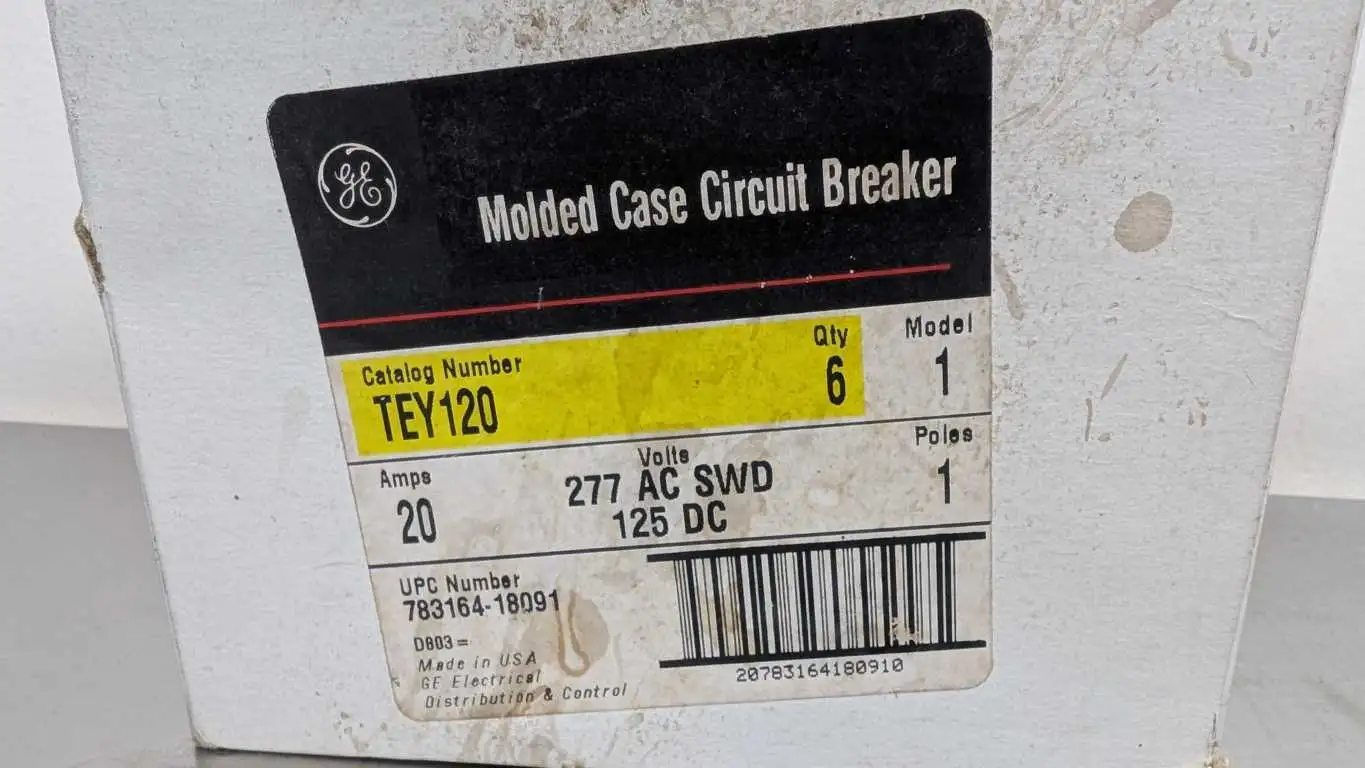 GE
Molded Case Circuit Breaker
Catalog Number
TEY120
Qty
6
Model
1
Amps
20
Volts
277 AC SWD
125 DC
Poles
1
UPC Number
783164-18091
D803=
Made in USA
GE Electrical
Distribution & Control
20783164180910